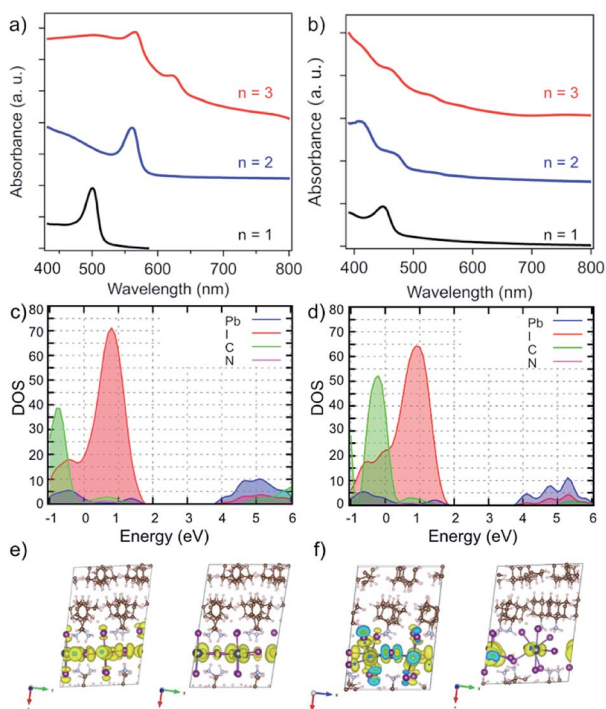 a)
Absorbance (a. u.)
n = 3
n = 2
n = 1
400 500 600 700 800
Wavelength (nm)
b)
Absorbance (a. u.)
n = 3
n = 2
n = 1
400 500 600 700 800
Wavelength (nm)
c)
DOS
80
70
60
50
40
30
20
10
0
Pb
I
C
N
-1 0 1 2 3 4 5 6
Energy (eV)
d)
DOS
80
70
60
50
40
30
20
10
0
Pb
I
C
N
-1 0 1 2 3 4 5 6
Energy (eV)
e)
f)